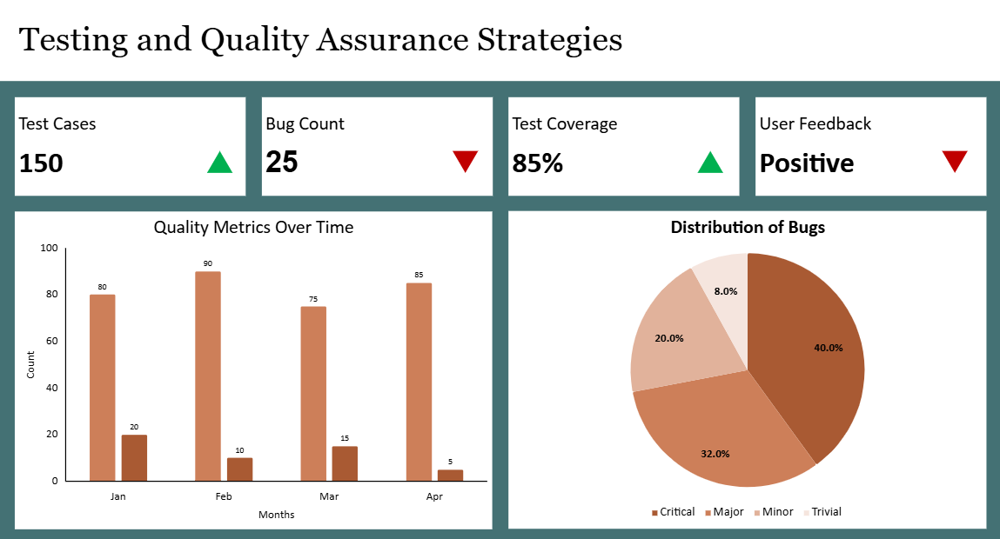 Testing and Quality Assurance Strategies
Test Cases
150
Bug Count
25
Test Coverage
85%
User Feedback
Positive
Quality Metrics Over Time
100
80
60
40
20
0
Count
80
20
90
10
75
15
85
5
Jan
Feb
Mar
Apr
Months
Distribution of Bugs
8.0%
20.0%
40.0%
32.0%
Critical
Major
Minor
Trivial